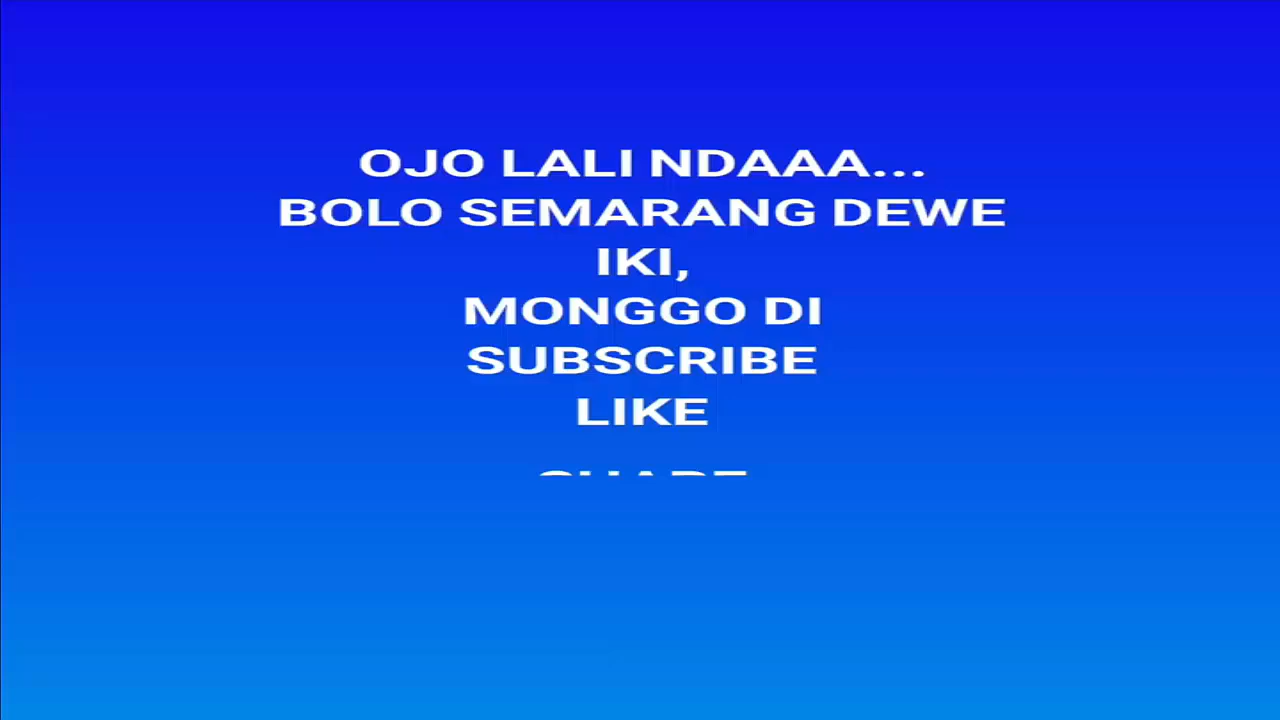 OJO LALI NDAAA...
BOLO SEMARANG DEWE
IKI,
MONGGO DI
SUBSCRIBE
LIKE